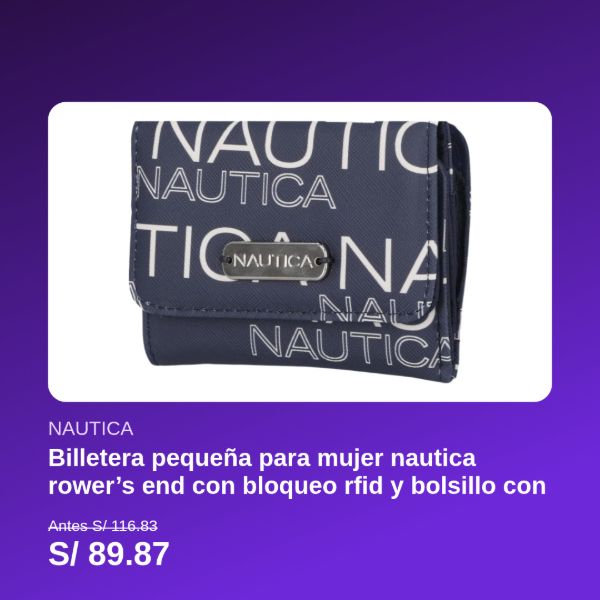 NAUTIC
NAUTICA
TICA NA
NAUTICA
NAU
NAUTICA
NAUTICA
Billetera pequeña para mujer nautica
rower’s end con bloqueo rfid y bolsillo con
Antes S/ 116.83
S/ 89.87